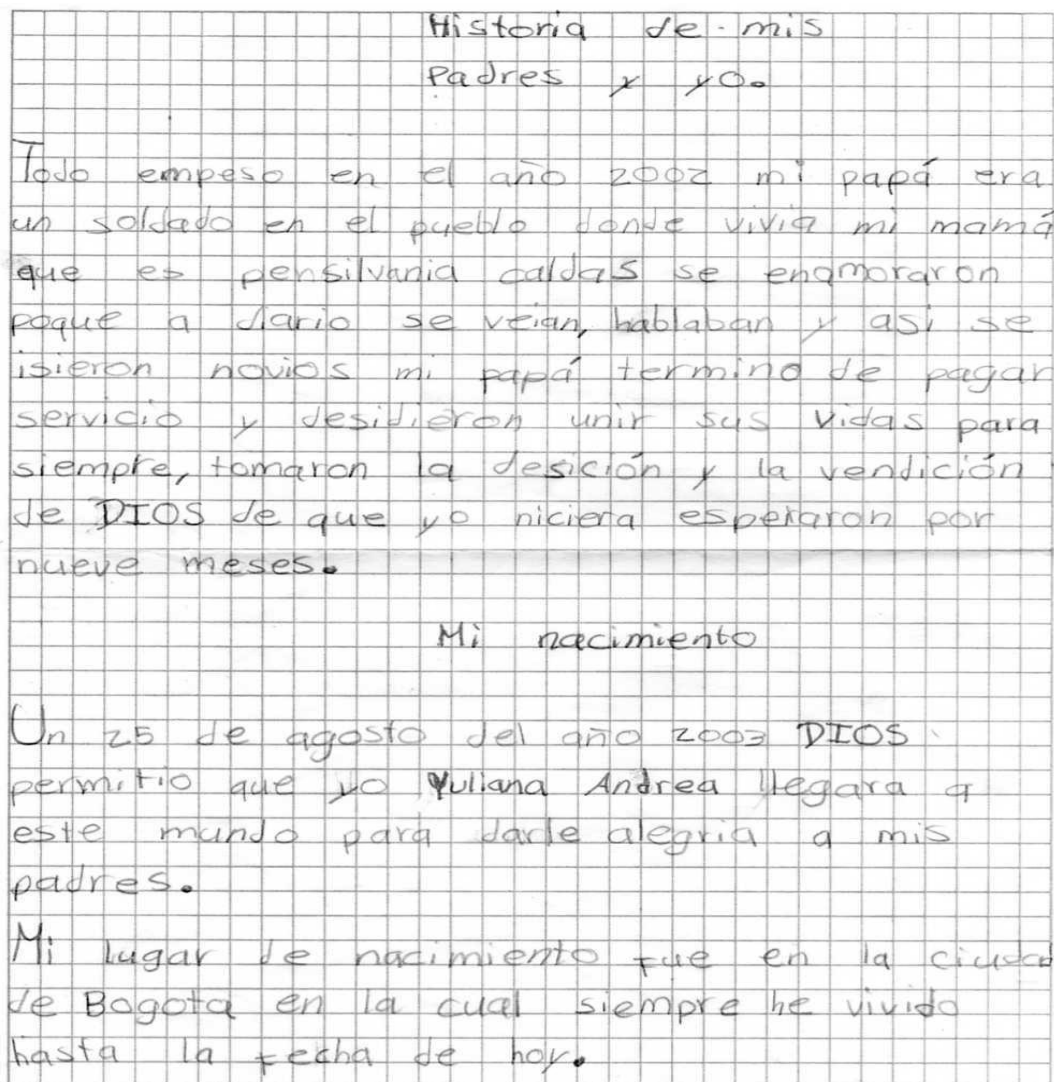 Historia de mis
Padres y yo.
Todo empeso en el año 2002 mi papá era
un soldado en el pueblo donde vivia mi mamá
que es pensilvania caldas se enamoraron
poque a diario se veian, hablaban y asi se
isieron novios mi papá termino de pagar
servicio y desidieron unir sus vidas para
siempre, tomaron la desición y la vendición
de DIOS de que yo niciera esperaron por
nueve meses.
Mi nacimiento
Un 25 de agosto del año 2003 DIOS
permitio que yo Yuliana Andrea llegara a
este mundo para darle alegria a mis
padres.
Mi lugar de nacimiento fue en la ciudad
de Bogota en la cual siempre he vivido
hasta la fecha de hoy.